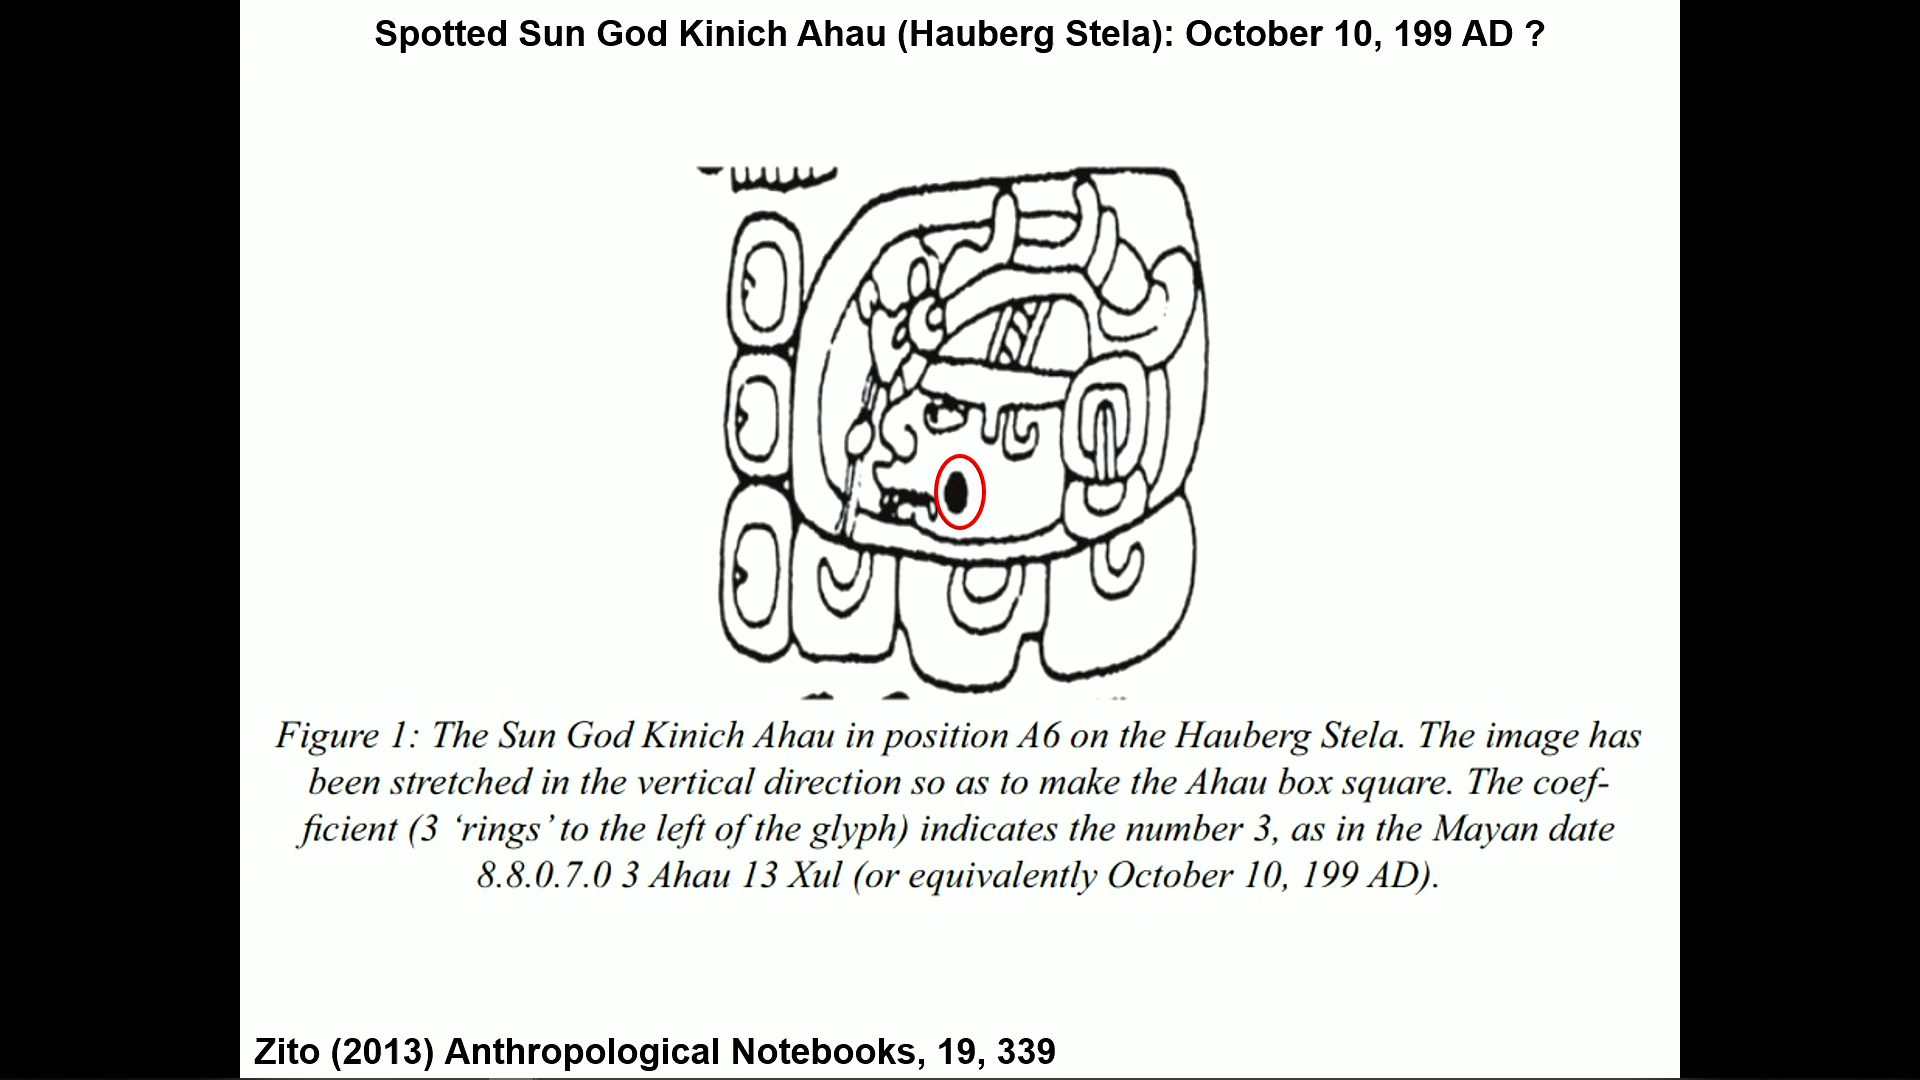 Spotted Sun God Kinich Ahau (Hauberg Stela): October 10, 199 AD ?
Figure 1: The Sun God Kinich Ahau in position A6 on the Hauberg Stela. The image has
been stretched in the vertical direction so as to make the Ahau box square. The coef-
ficient (3 ‘rings’ to the left of the glyph) indicates the number 3, as in the Mayan date
8.8.0.7.0 3 Ahau 13 Xul (or equivalently October 10, 199 AD).
Zito (2013) Anthropological Notebooks, 19, 339